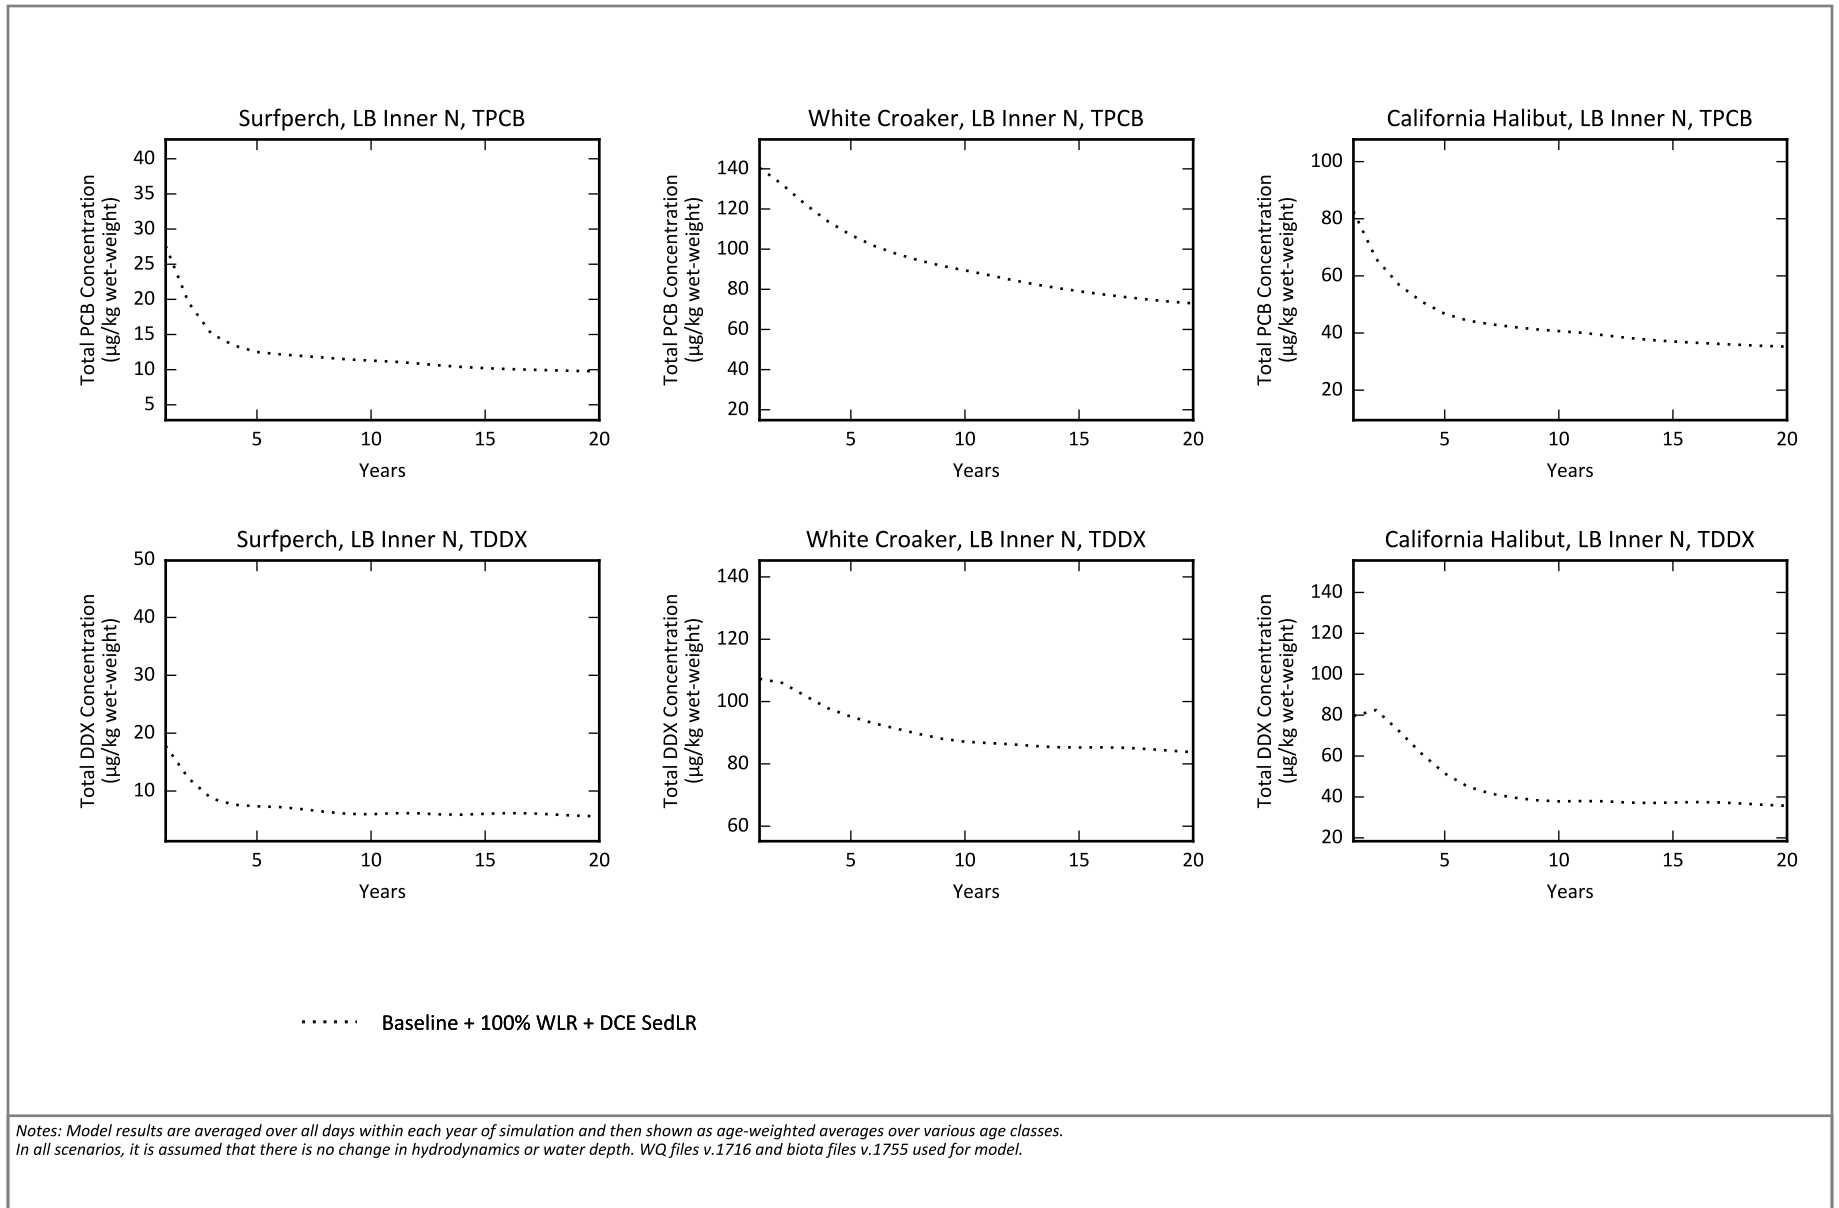 Surfperch, LB Inner N, TPCB
Total PCB Concentration
(µg/kg wet-weight)
40
35
30
25
20
15
10
5
5 10 15 20
Years
White Croaker, LB Inner N, TPCB
Total PCB Concentration
(µg/kg wet-weight)
140
120
100
80
60
40
20
5 10 15 20
Years
California Halibut, LB Inner N, TPCB
Total PCB Concentration
(µg/kg wet-weight)
100
80
60
40
20
5 10 15 20
Years
Surfperch, LB Inner N, TDDX
Total DDX Concentration
(µg/kg wet-weight)
50
40
30
20
10
5 10 15 20
Years
White Croaker, LB Inner N, TDDX
Total DDX Concentration
(µg/kg wet-weight)
140
120
100
80
60
5 10 15 20
Years
California Halibut, LB Inner N, TDDX
Total DDX Concentration
(µg/kg wet-weight)
140
120
100
80
60
40
20
5 10 15 20
Years
Baseline + 100% WLR + DCE SedLR
Notes: Model results are averaged over all days within each year of simulation and then shown as age-weighted averages over various age classes.
In all scenarios, it is assumed that there is no change in hydrodynamics or water depth. WQ files v.1716 and biota files v.1755 used for model.